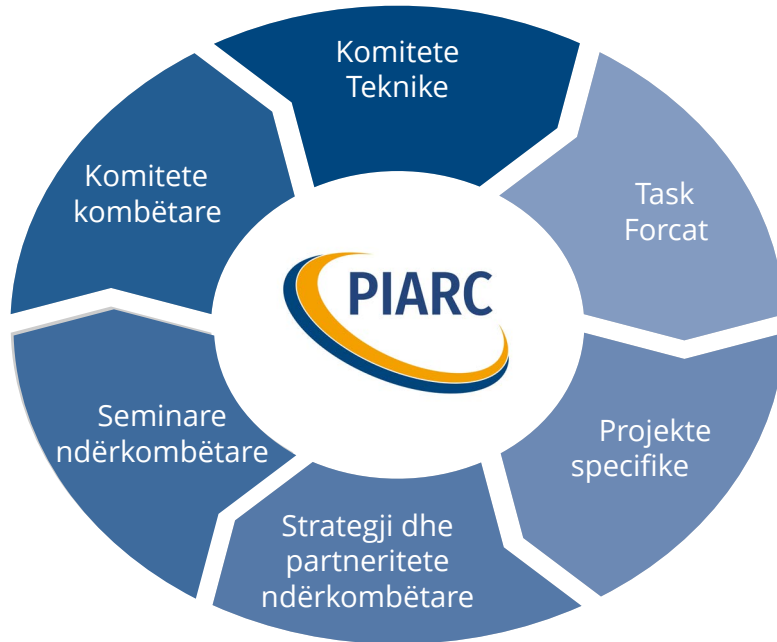 Komitete
Teknike
Task
Forcat
Projekte
specifike
Strategji dhe
partneritete
ndërkombëtare
Seminare
ndërkombëtare
Komitete
kombëtare
PIARC